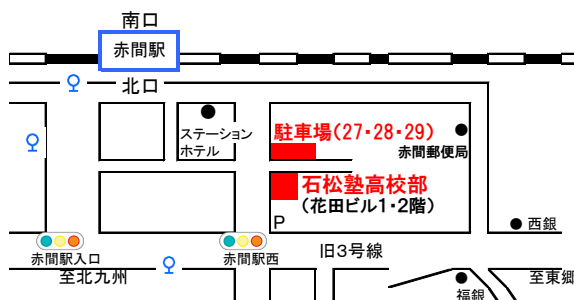 南口
赤間駅
北口
ステーション
ホテル
駐車場(27・28・29)
赤間郵便局
石松塾高校部
(花田ビル1・2階)
P
西銀
赤間駅入口
赤間駅西
旧3号線
至北九州
至東郷
福銀